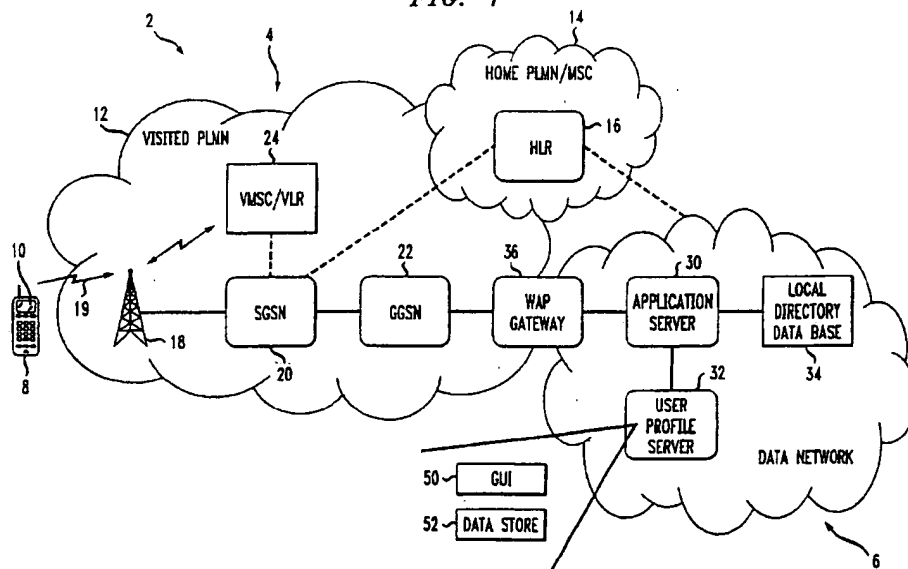 FIG. 1
2
4
14
HOME PLMN/MSC
12
VISITED PLMN
24
16
HLR
VMSC/VLR
10
19
22
36
30
SGSN
GGSN
WAP
GATEWAY
APPLICATION
SERVER
LOCAL
DIRECTORY
DATA BASE
18
20
34
8
32
USER
PROFILE
SERVER
DATA NETWORK
50
GUI
52
DATA STORE
6